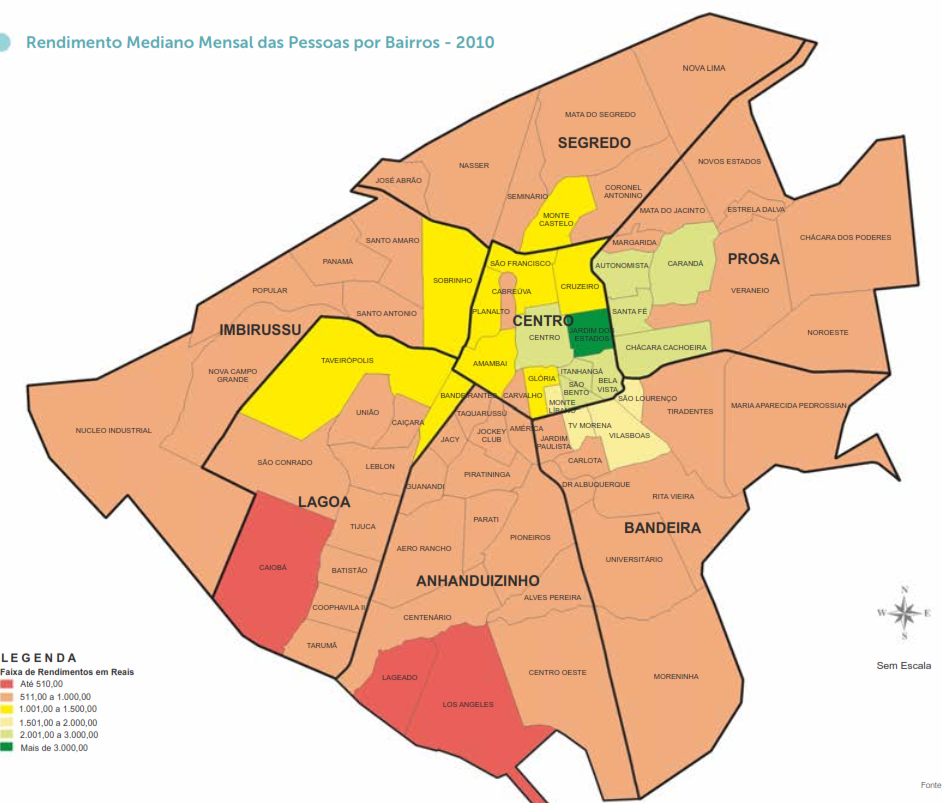 Rendimento Mediano Mensal das Pessoas por Bairros - 2010
NOVA LIMA
MATA DO SEGREDO
SEGREDO
NASSER
NOVOS ESTADOS
JOSÉ ABRÃO
SEMINÁRIO
CORONEL
ANTONINO
MONTE
CASTELO
MATA DO JACINTO
ESTRELA DALVA
SANTO AMARO
MARGARIDA
CHÁCARA DOS PODERES
PANAMÁ
SÃO FRANCISCO
AUTONOMISTA
CARANDÁ
PROSA
SOBRINHO
CABREÚVA
CRUZEIRO
POPULAR
VERANEIO
SANTO ANTONIO
PLANALTO
SANTA FÉ
IMBIRUSSU
CENTRO
CENTRO
JARDIM DOS
ESTADOS
NOROESTE
CHÁCARA CACHOEIRA
TAVEIRÓPOLIS
AMAMBAI
NOVA CAMPO
GRANDE
GLÓRIA
ITANHANGÁ
SÃO
BENTO
BELA
VISTA
BANDEIRANTES
CARVALHO
MONTE
LÍBANO
SÃO LOURENÇO
TIRADENTES
MARIA APARECIDA PEDROSSIAN
UNIÃO
CAIÇARA
TAQUARUSSÚ
AMÉRICA
TV MORENA
VILASBOAS
NUCLEO INDUSTRIAL
JACY
JOCKEY
CLUB
JARDIM
PAULISTA
SÃO CONRADO
LEBLON
CARLOTA
PIRATININGA
GUANANDI
DR ALBUQUERQUE
RITA VIEIRA
LAGOA
TIJUCA
PARATI
PIONEIROS
BANDEIRA
AERO RANCHO
UNIVERSITÁRIO
CAIOBÁ
BATISTÃO
ANHANDUIZINHO
ALVES PEREIRA
COOPHAVILA II
CENTENÁRIO
TARUMÃ
LAGEADO
LOS ANGELES
CENTRO OESTE
MORENINHA
N
W
E
S
Sem Escala
LEGENDA
Faixa de Rendimentos em Reais
Até 510,00
511,00 a 1.000,00
1.001,00 a 1.500,00
1.501,00 a 2.000,00
2.001,00 a 3.000,00
Mais de 3.000,00
Fonte